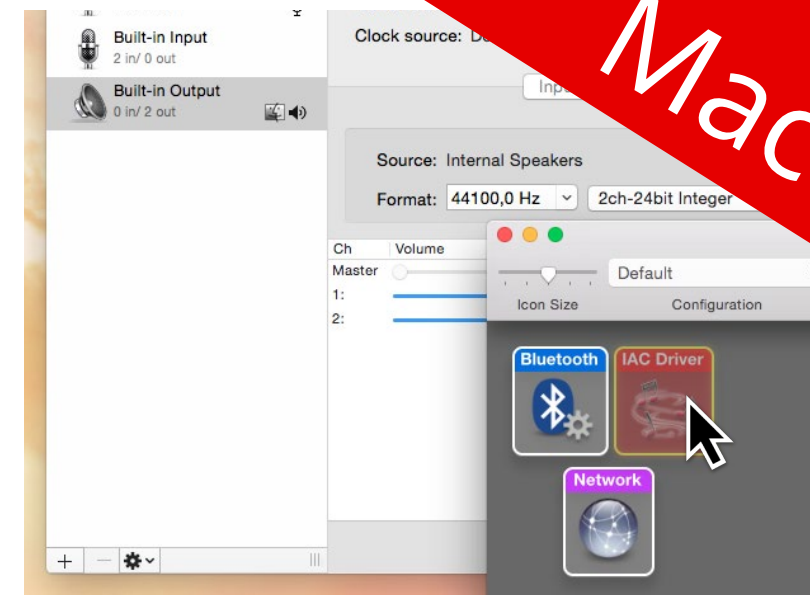 Built-in Input
2 in/ 0 out
Built-in Output
0 in/ 2 out
Clock source:
Mac
Source: Internal Speakers
Format: 44100,0 Hz 2ch-24bit Integer
Ch Volume
Master
1:
2:
Default
Icon Size Configuration
Bluetooth IAC Driver
Network